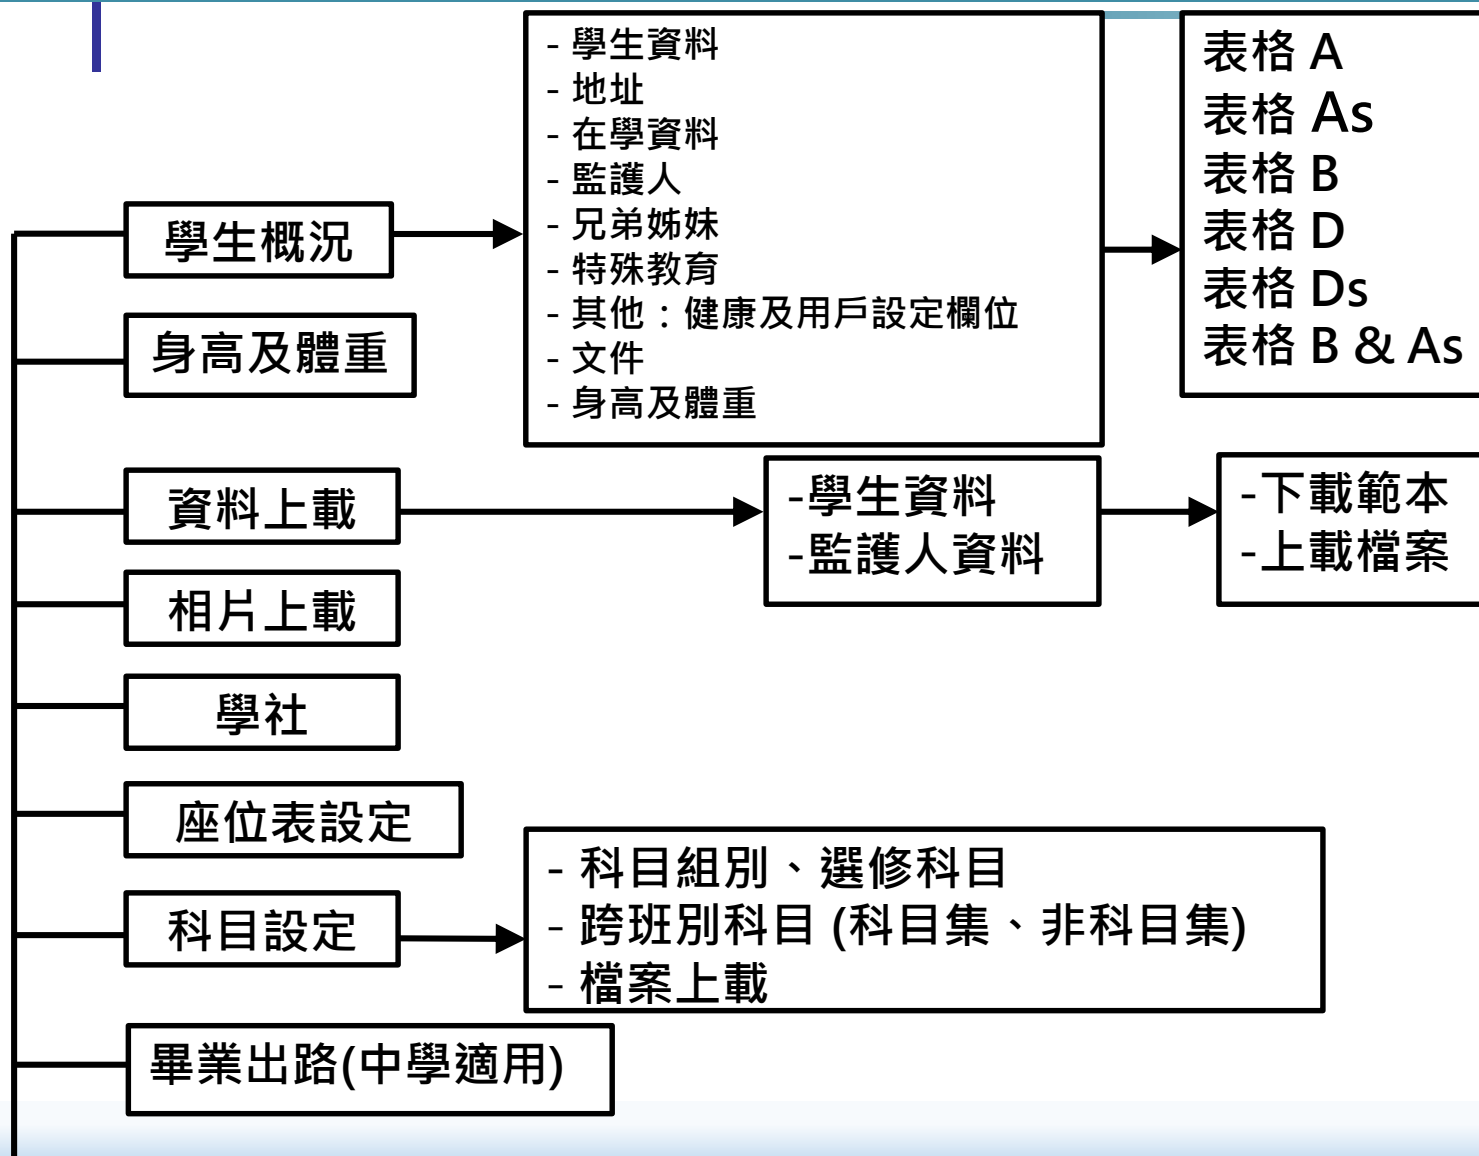 - 學生資料
- 地址
- 在學資料
- 監護人
- 兄弟姊妹
- 特殊教育
- 其他：健康及用戶設定欄位
- 文件
- 身高及體重
表格 A
表格 As
表格 B
表格 D
表格 Ds
表格 B & As
學生概況
身高及體重
資料上載
-學生資料
-監護人資料
-下載範本
-上載檔案
相片上載
學社
座位表設定
科目設定
- 科目組別、選修科目
- 跨班別科目 (科目集、非科目集)
- 檔案上載
畢業出路(中學適用)